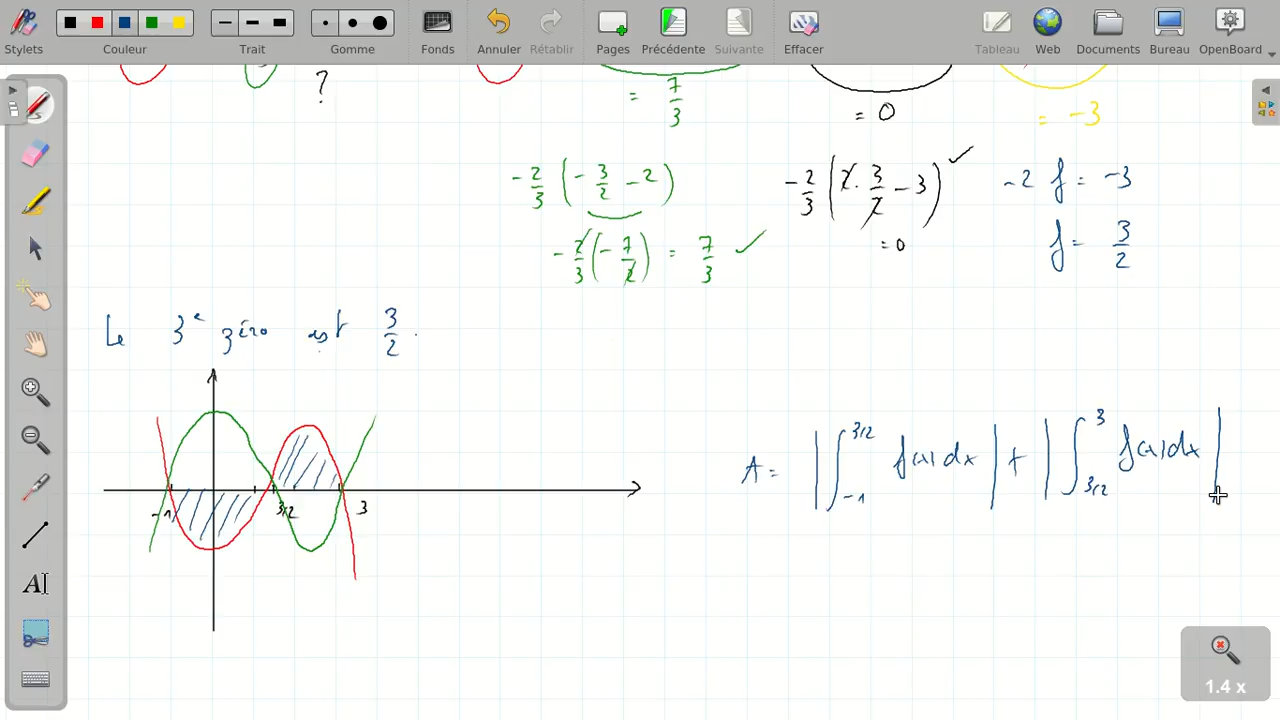 Stylets Couleur Trait Gomme Fonds Annuler Rétablir Pages Précédente Suivante Effacer Tableau Web Documents Bureau OpenBoard
?
= 7/3
= 0
= -3
-2/3 (-3/2 - 2)
-2/3 (2 · 3/2 - 3) ✓
-2 f = -3
-2/3 (-7/2) = 7/3 ✓
= 0
f = 3/2
Le 3e zéro est 3/2.
A = |∫_{-1}^{3/2} f(x) dx| + |∫_{3/2}^{3} f(x) dx|
-1 3/2 3
AI
1.4 x